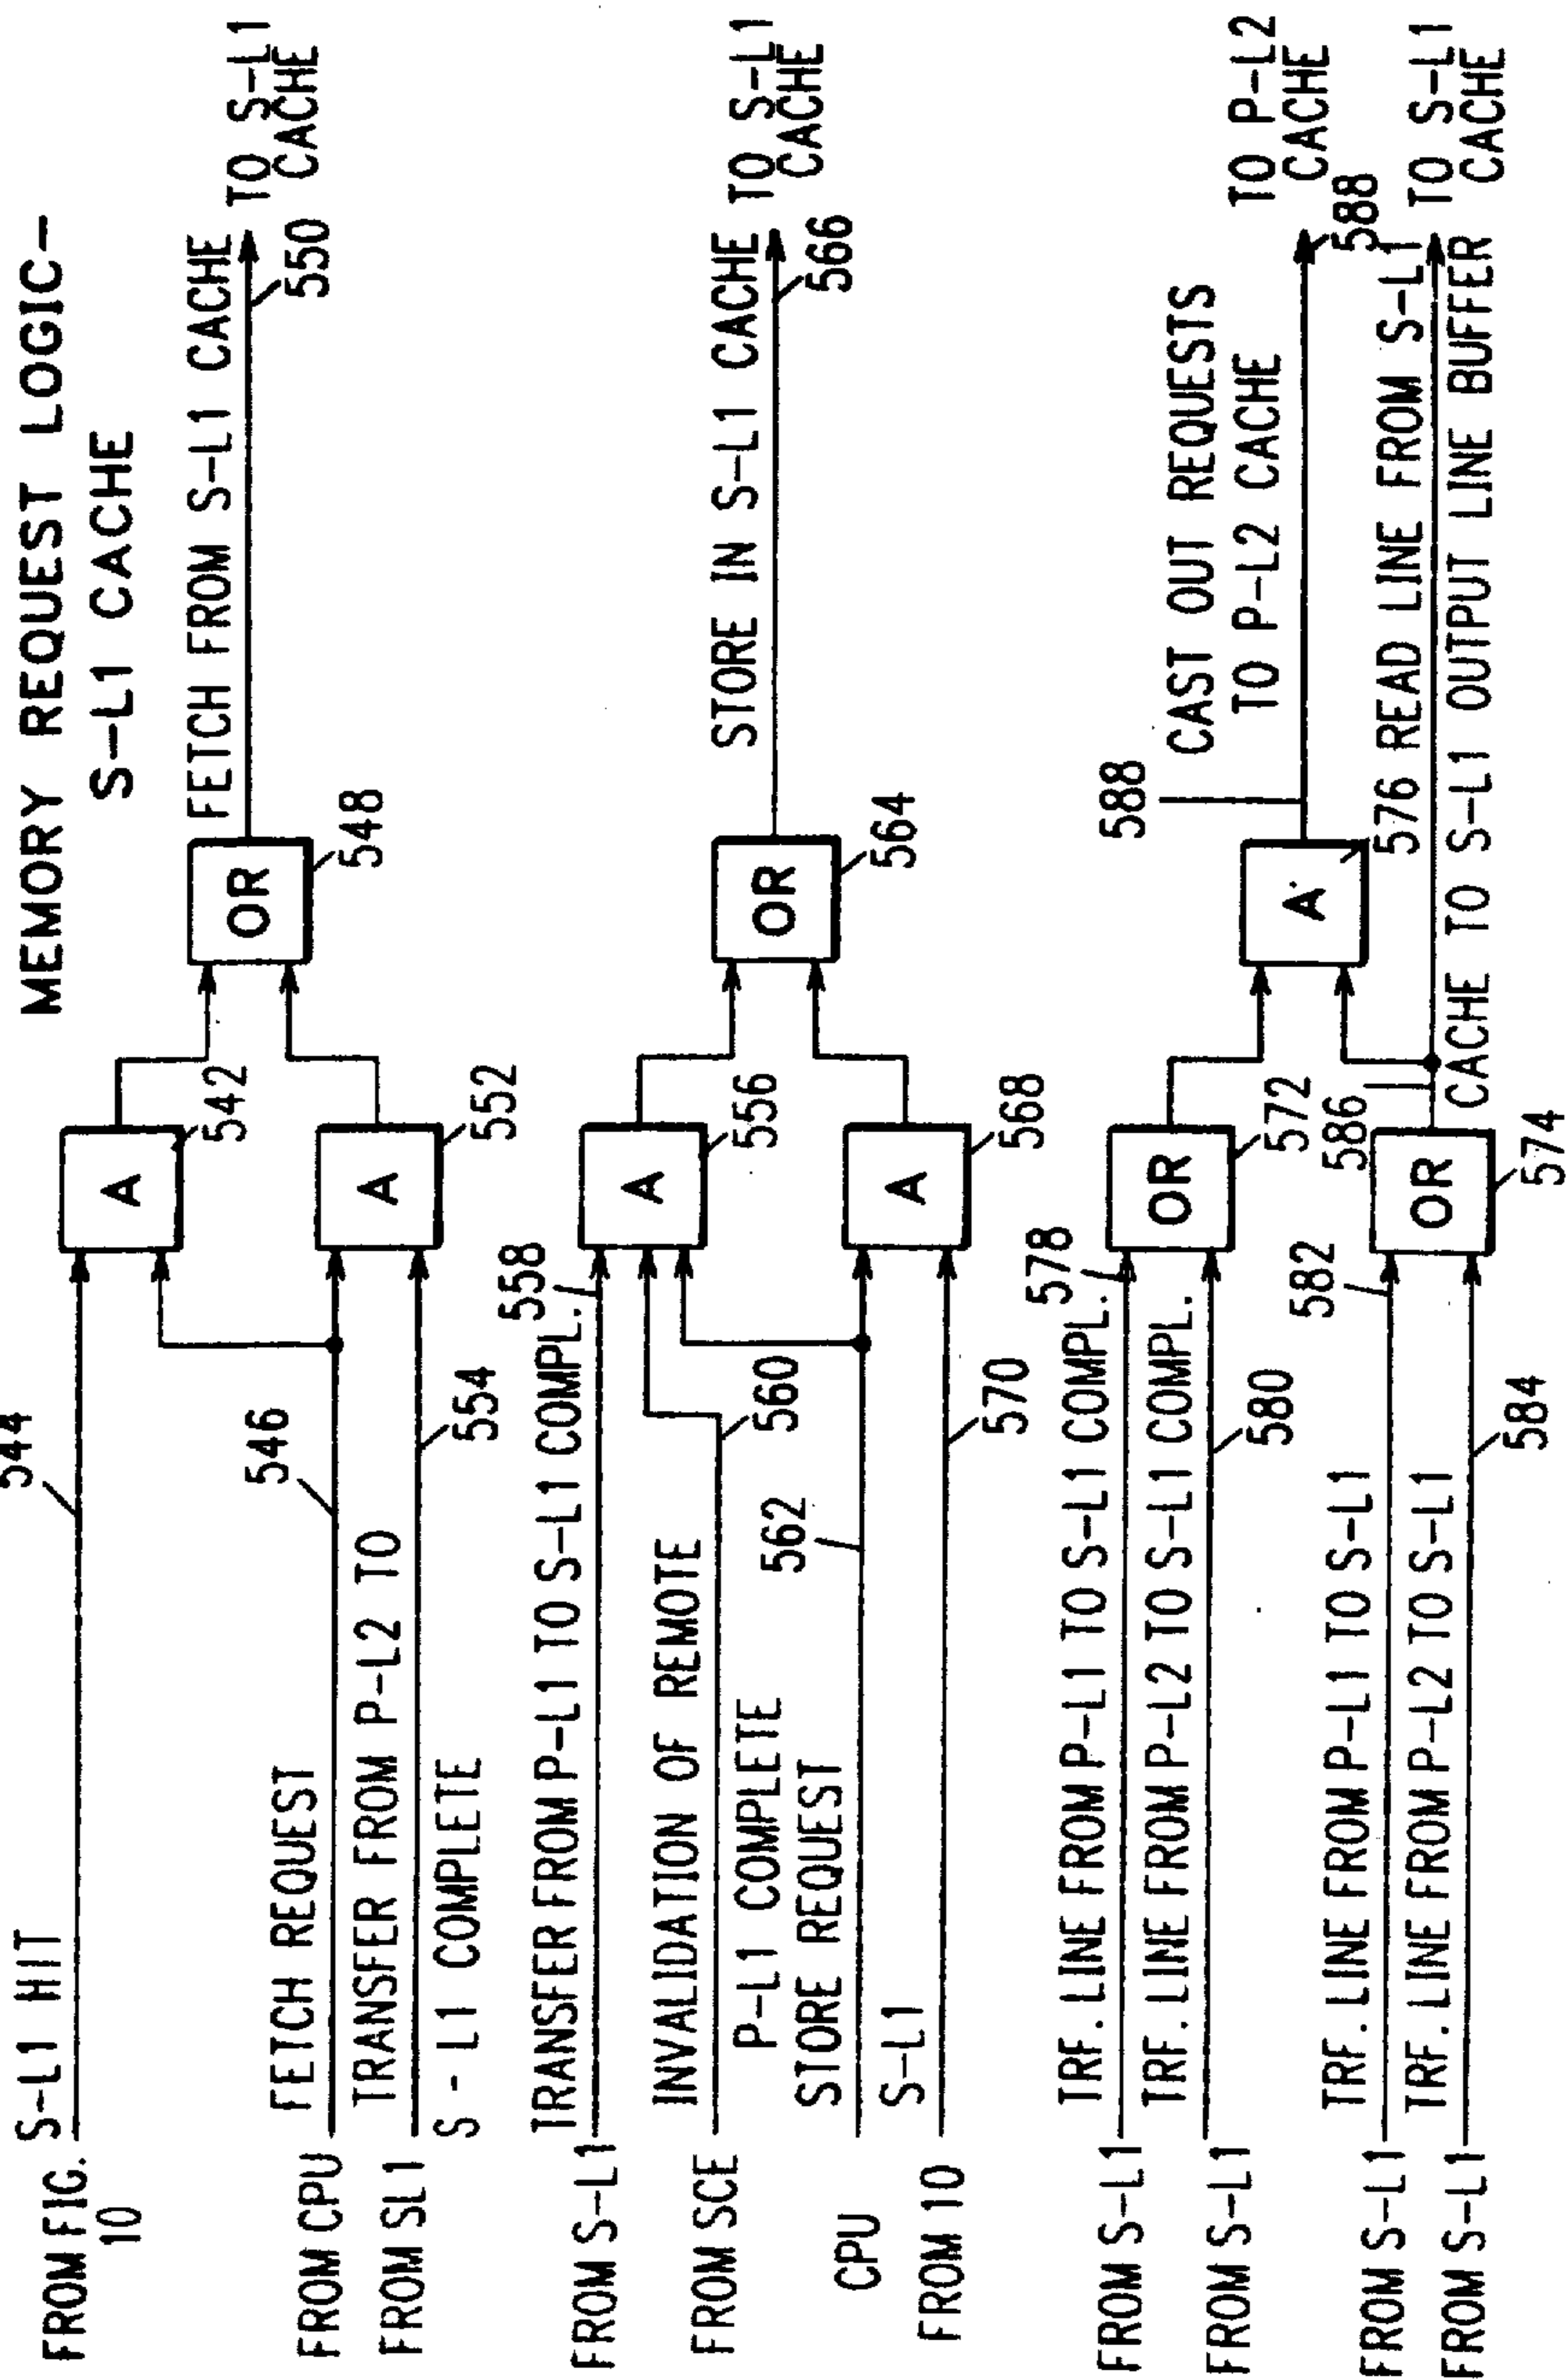 MEMORY REQUEST LOGIC-
S-L1 CACHE
FROM FIG.
10
S-L1 HIT
544
A
542
FROM CPU
FETCH REQUEST
546
FROM SL1
TRANSFER FROM P-L2 TO
S - L1 COMPLETE
554
A
552
OR
548
FETCH FROM S-L1 CACHE
550
TO S-L1
CACHE
FROM S-L1
TRANSFER FROM P-L1 TO S-L1 COMPL.
558
FROM SCE
INVALIDATION OF REMOTE
P-L1 COMPLETE
560
A
556
CPU
STORE REQUEST
562
FROM 10
S-L1
570
A
568
OR
564
STORE IN S-L1 CACHE
566
TO S-L1
CACHE
FROM S-L1
TRF. LINE FROM P-L1 TO S-L1 COMPL.
578
FROM S-L1
TRF. LINE FROM P-L2 TO S-L1 COMPL.
580
OR
572
FROM S-L1
TRF. LINE FROM P-L1 TO S-L1
582
FROM S-L1
TRF. LINE FROM P-L2 TO S-L1
584
OR
574
586
A
576
588
CAST OUT REQUESTS
TO P-L2 CACHE
588
TO P-L2
CACHE
READ LINE FROM S-L1
CACHE TO S-L1 OUTPUT LINE BUFFER
TO S-L1
CACHE